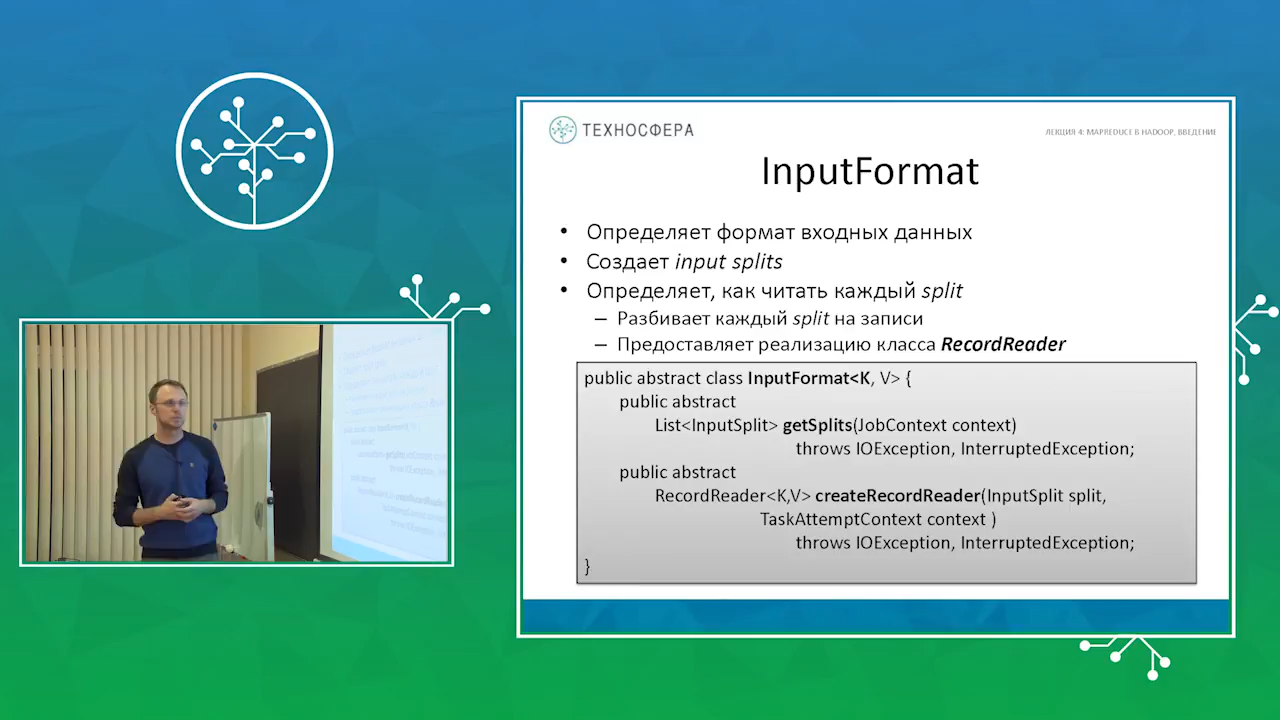 ТЕХНОСФЕРА
ЛЕКЦИЯ 4: MAPREDUCE В HADOOP, ВВЕДЕНИЕ
InputFormat
• Определяет формат входных данных
• Создает input splits
• Определяет, как читать каждый split
– Разбивает каждый split на записи
– Предоставляет реализацию класса RecordReader
public abstract class InputFormat<K, V> {
public abstract
List<InputSplit> getSplits(JobContext context)
throws IOException, InterruptedException;
public abstract
RecordReader<K,V> createRecordReader(InputSplit split,
TaskAttemptContext context )
throws IOException, InterruptedException;
}